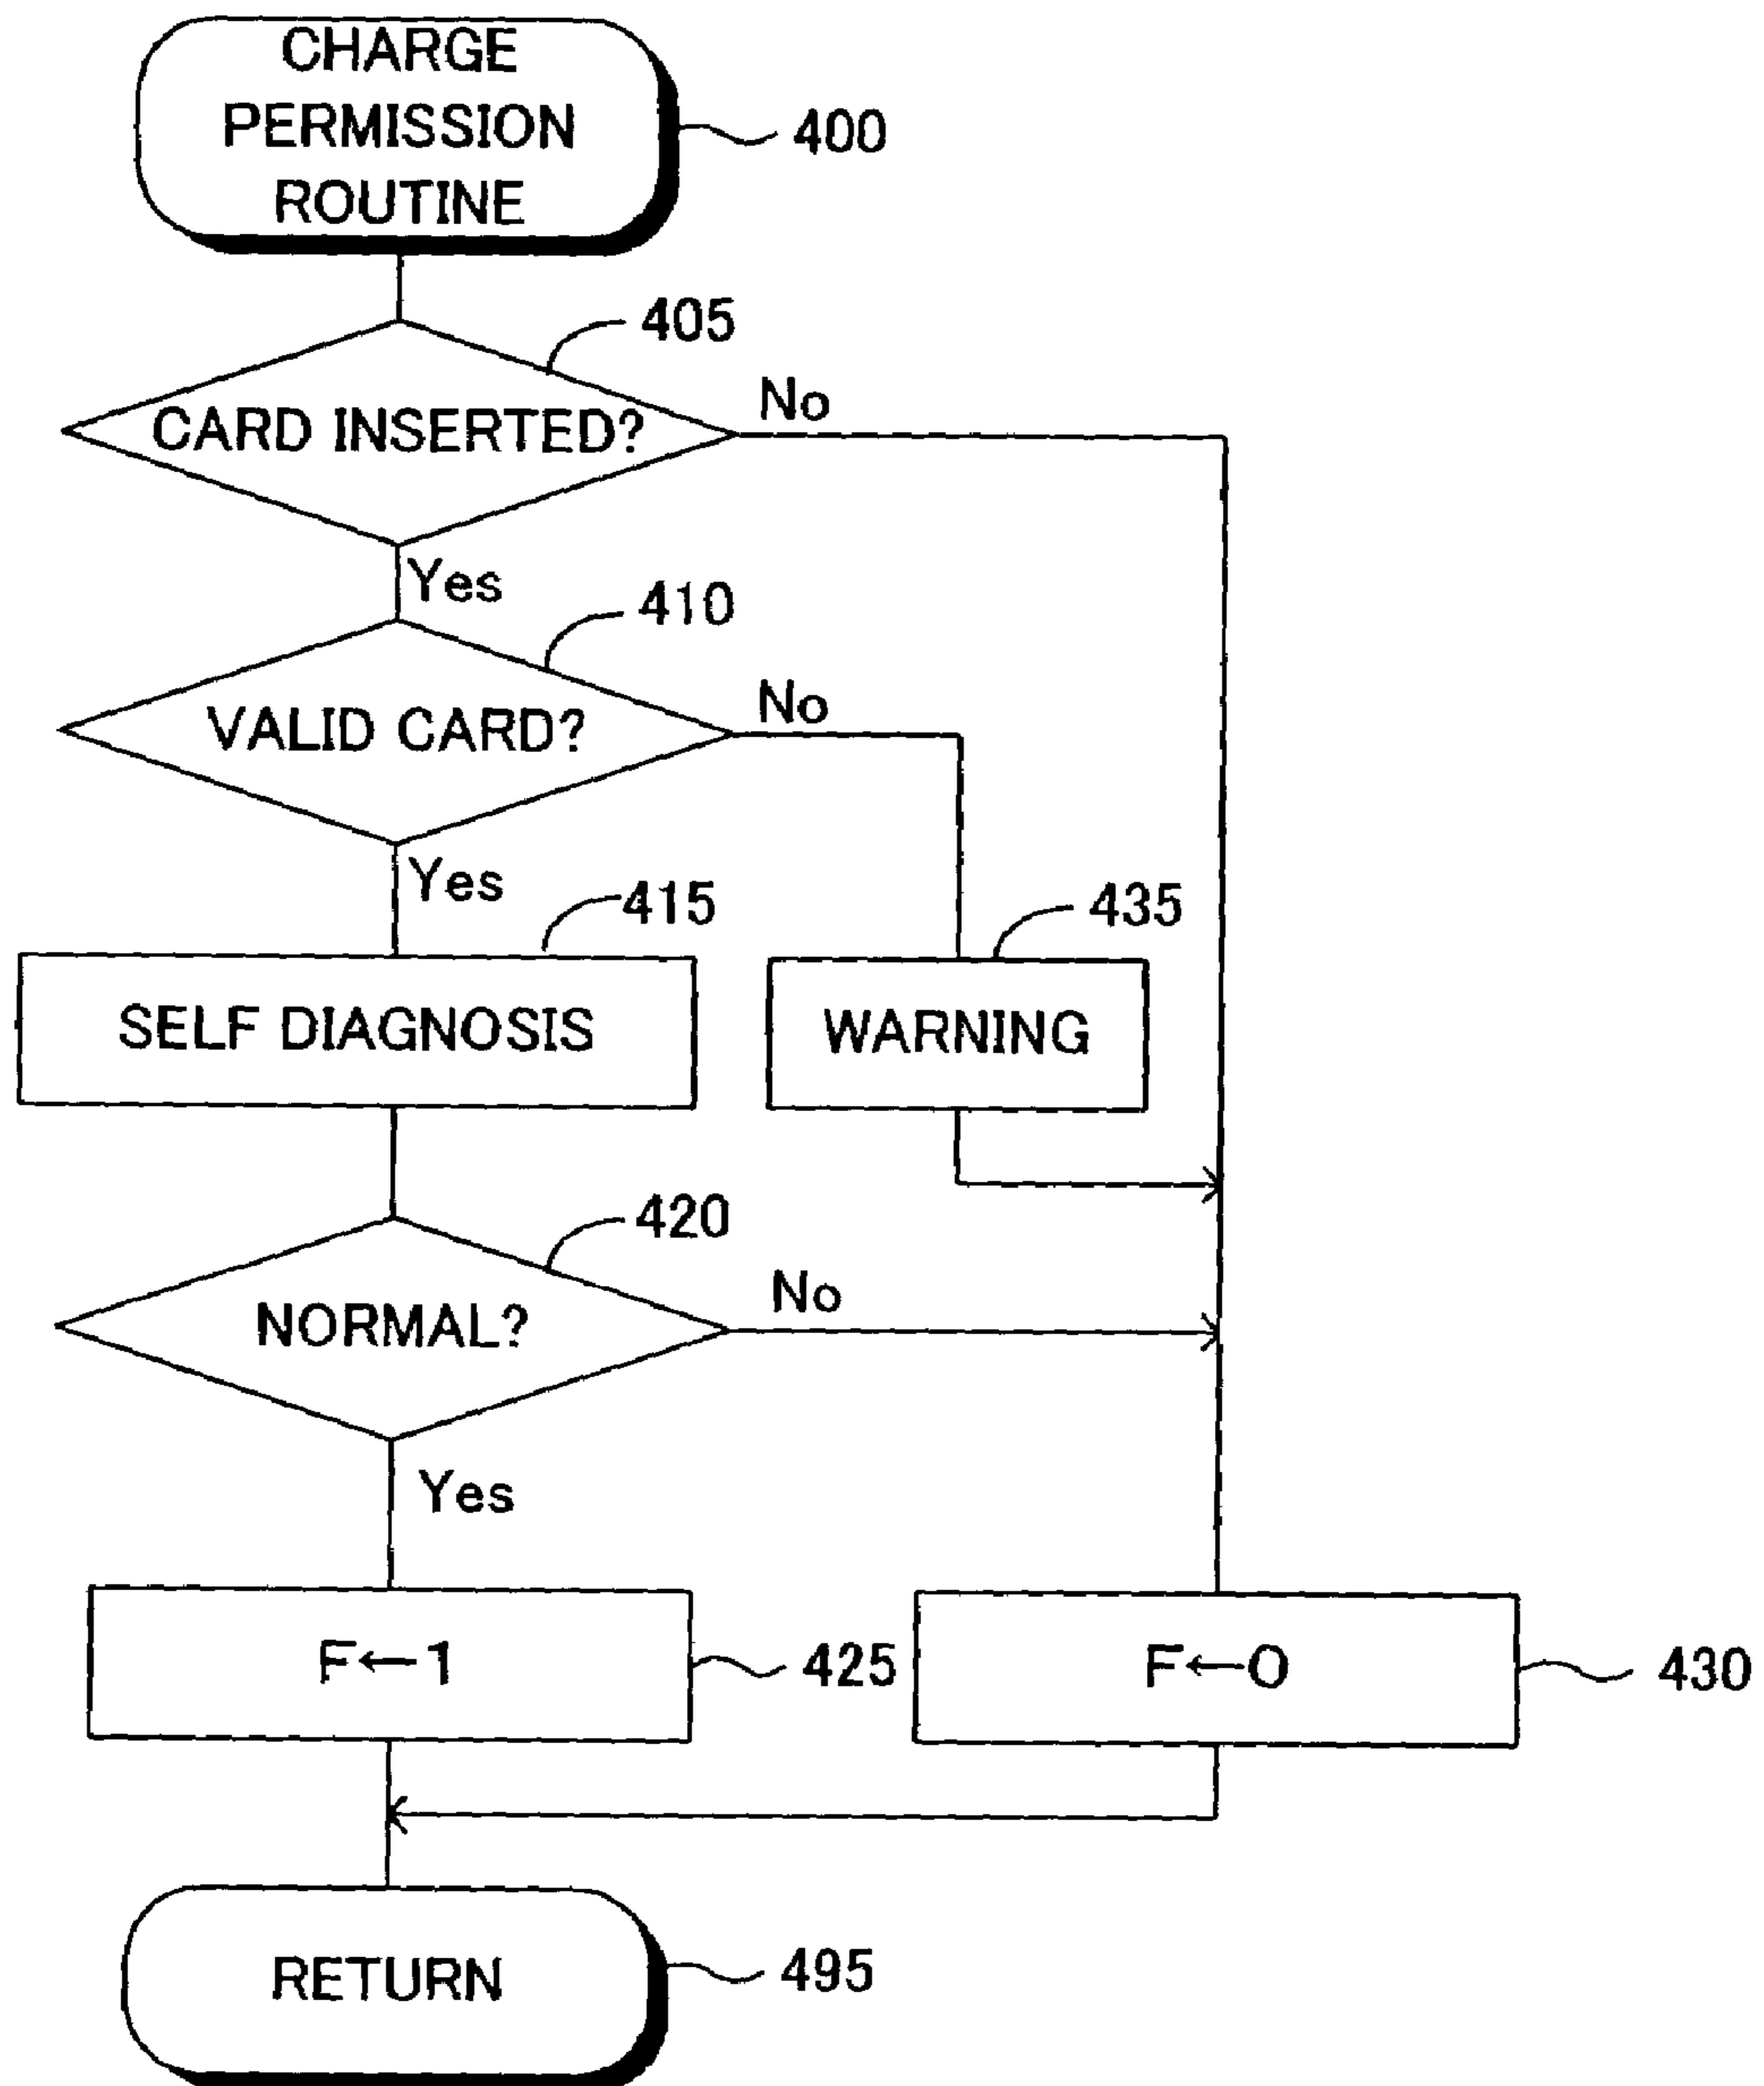 CHARGE
PERMISSION
ROUTINE
400
405
CARD INSERTED?
No
Yes
410
VALID CARD?
No
Yes
415
SELF DIAGNOSIS
435
WARNING
420
NORMAL?
No
Yes
F←1
425
F←0
430
RETURN
495